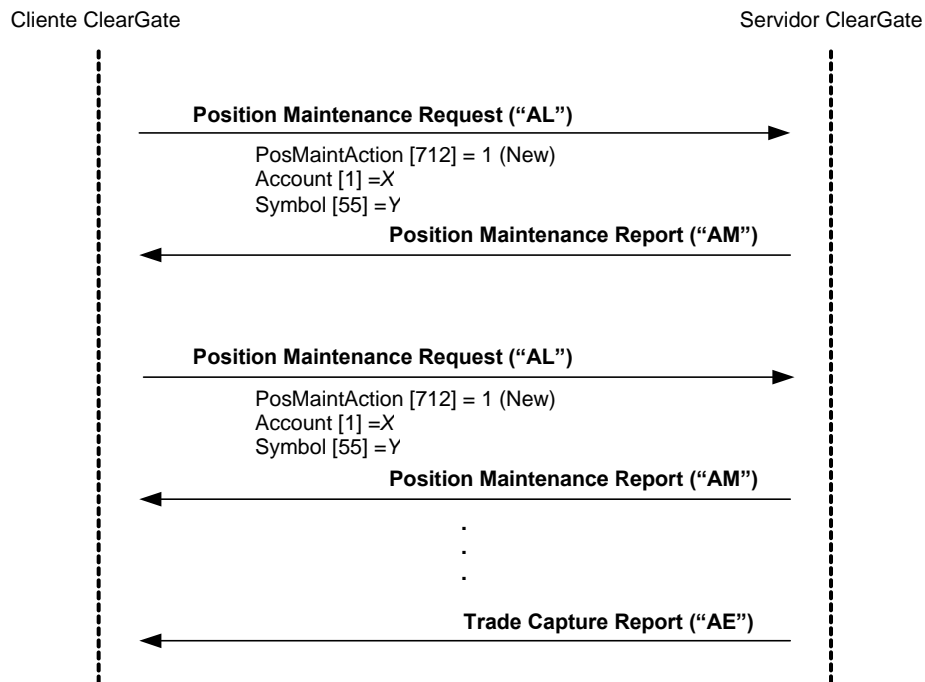 Cliente ClearGate
Servidor ClearGate
Position Maintenance Request (“AL”)
PosMaintAction [712] = 1 (New)
Account [1] =X
Symbol [55] =Y
Position Maintenance Report (“AM”)
Position Maintenance Request (“AL”)
PosMaintAction [712] = 1 (New)
Account [1] =X
Symbol [55] =Y
Position Maintenance Report (“AM”)
.
.
.
Trade Capture Report (“AE”)